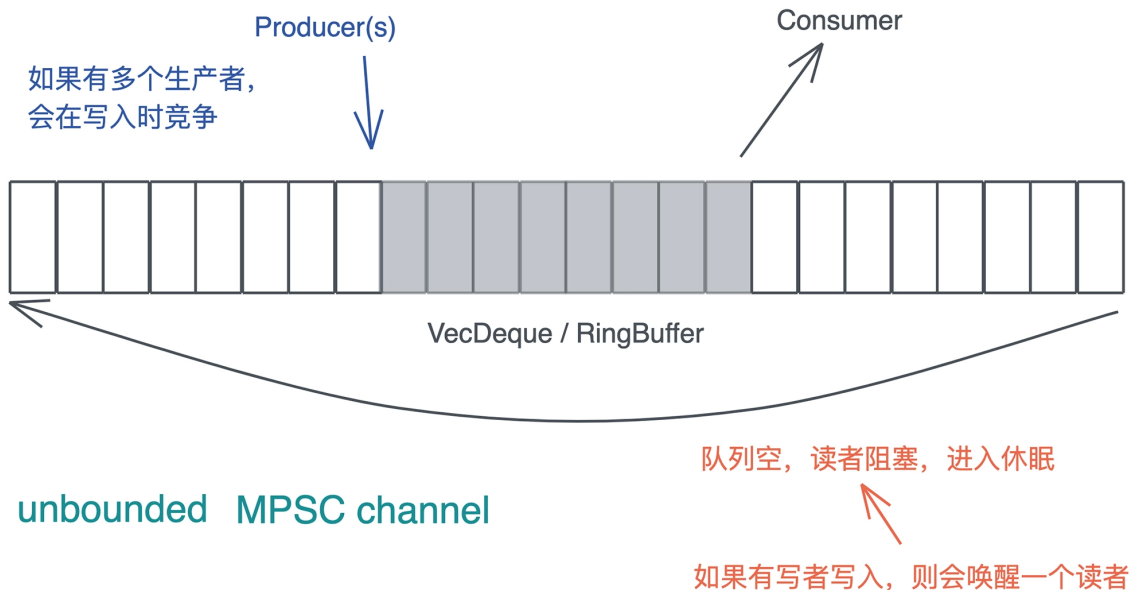 Producer(s)
Consumer
如果有多个生产者，
会在写入时竞争
VecDeque / RingBuffer
队列空，读者阻塞，进入休眠
unbounded MPSC channel
如果有写者写入，则会唤醒一个读者